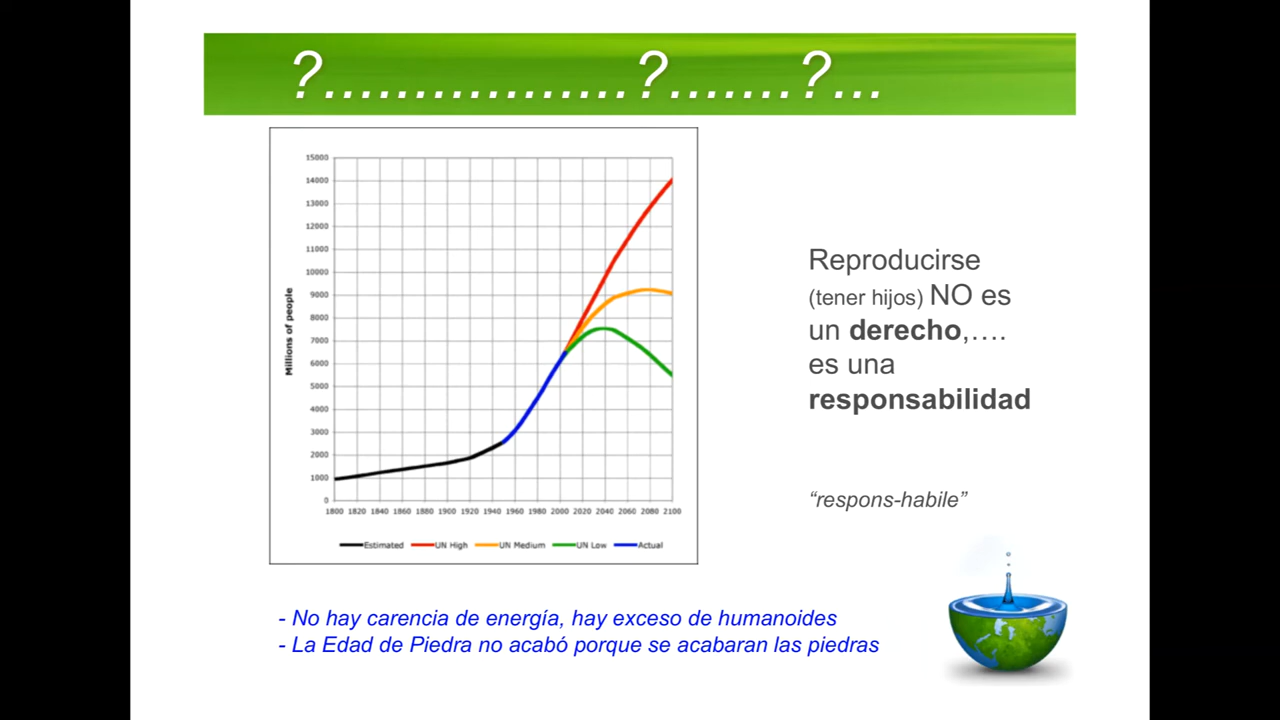 ?.................?.......?...
15000
14000
13000
12000
11000
10000
9000
8000
7000
6000
5000
4000
3000
2000
1000
0
Millions of people
1800 1820 1840 1860 1880 1900 1920 1940 1960 1980 2000 2020 2040 2060 2080 2100
Estimated UN High UN Medium UN Low Actual
Reproducirse
(tener hijos) NO es
un derecho,....
es una
responsabilidad
“respons-habile”
- No hay carencia de energía, hay exceso de humanoides
- La Edad de Piedra no acabó porque se acabaran las piedras